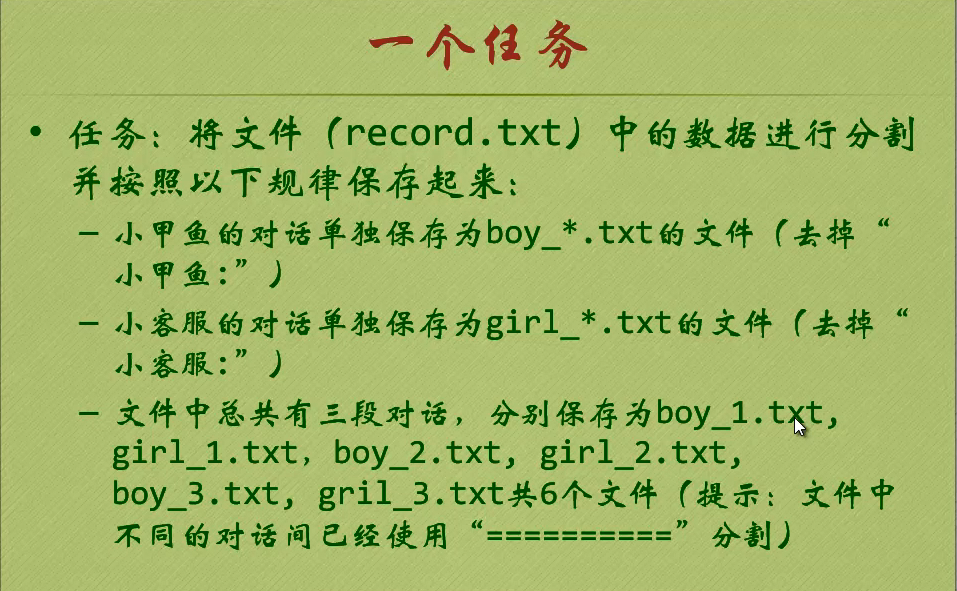 一个任务
• 任务：将文件（record.txt）中的数据进行分割
并按照以下规律保存起来：
– 小甲鱼的对话单独保存为boy_*.txt的文件（去掉“
小甲鱼:”）
– 小客服的对话单独保存为girl_*.txt的文件（去掉“
小客服:”）
– 文件中总共有三段对话，分别保存为boy_1.txt,
girl_1.txt，boy_2.txt, girl_2.txt,
boy_3.txt, gril_3.txt共6个文件（提示：文件中
不同的对话间已经使用“==========”分割）